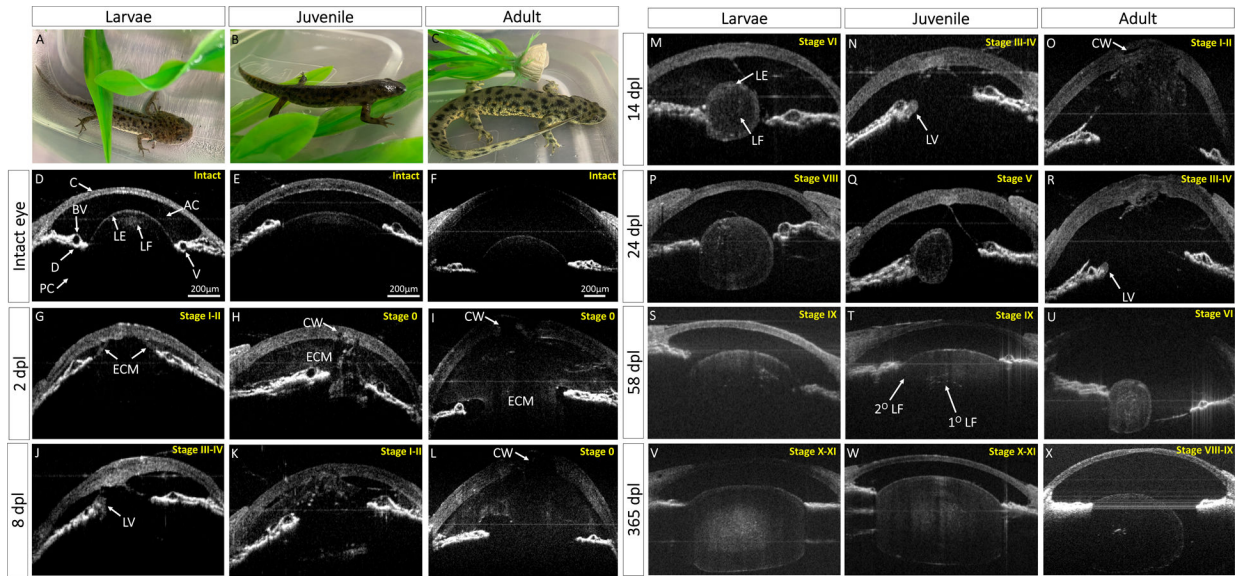 Larvae
Juvenile
Adult
A
B
C
Intact eye
D
C
Intact
AC
BV
LE
LF
D
V
PC
200μm
E
Intact
200μm
F
Intact
200μm
2 dpl
G
Stage I-II
ECM
H
Stage 0
CW
ECM
I
Stage 0
CW
ECM
8 dpl
J
Stage III-IV
LV
K
Stage I-II
L
Stage 0
CW
Larvae
Juvenile
Adult
14 dpl
M
Stage VI
LE
LF
N
Stage III-IV
LV
O
Stage I-II
CW
24 dpl
P
Stage VIII
Q
Stage V
R
Stage III-IV
LV
58 dpl
S
Stage IX
T
Stage IX
2° LF
1° LF
U
Stage VI
365 dpl
V
Stage X-XI
W
Stage X-XI
X
Stage VIII-IX